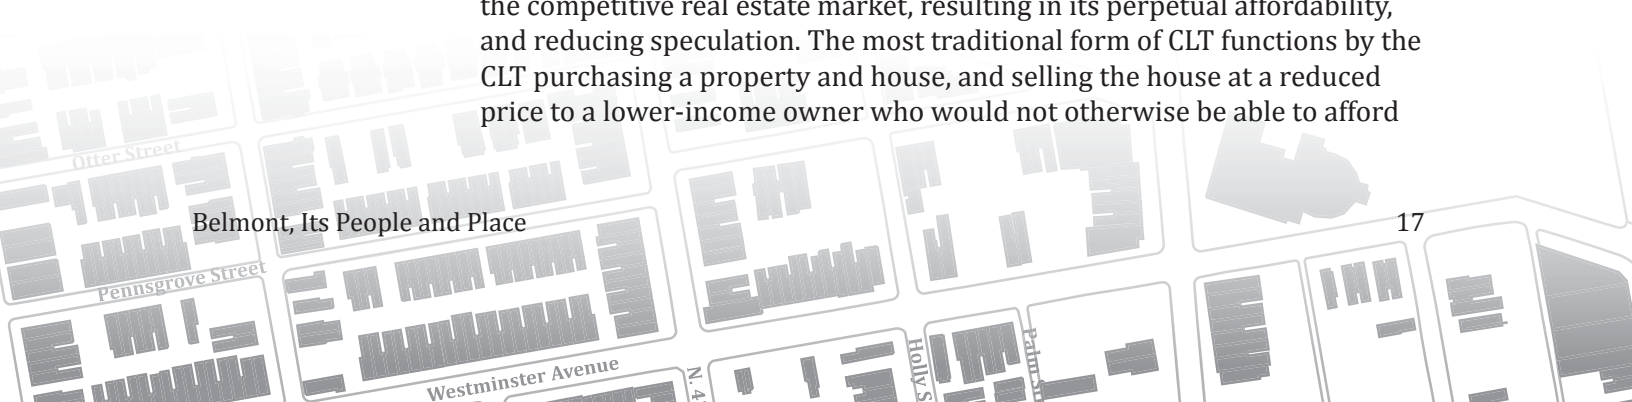 the competitive real estate market, resulting in its perpetual affordability,
and reducing speculation. The most traditional form of CLT functions by the
CLT purchasing a property and house, and selling the house at a reduced
price to a lower-income owner who would not otherwise be able to afford
Otter Street
Belmont, Its People and Place 17
Pennsgrove Street
Westminster Avenue
N. 4
Holly S
Palm